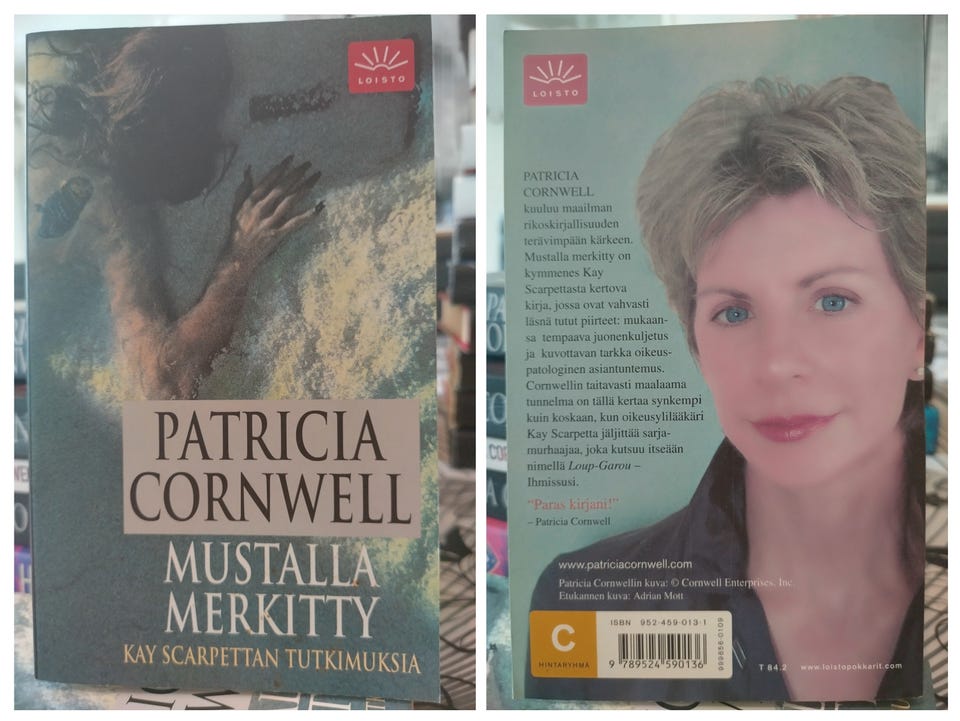 LOISTO
PATRICIA
CORNWELL
MUSTALLA
MERKITTY
KAY SCARPETTAN TUTKIMUKSIA
LOISTO
PATRICIA
CORNWELL
kuuluu maailman
rikoskirjallisuuden
terävimpään kärkeen.
Mustalla merkitty on
kymmenes Kay
Scarpettasta kertova
kirja, jossa ovat vahvasti
läsnä tutut piirteet: mukaan-
sa tempaava juonenkuljetus
ja kuvottavan tarkka oikeus-
patologinen asiantuntemus.
Cornwellin taitavasti maalaama
tunnelma on tällä kertaa synkempi
kuin koskaan, kun oikeusylilääkäri
Kay Scarpetta jäljittää sarja-
murhaajaa, joka kutsuu itseään
nimellä Loup-Garou –
Ihmissusi.
"Paras kirjani!"
– Patricia Cornwell
www.patriciacornwell.com
Patricia Cornwellin kuva: © Cornwell Enterprises, Inc.
Etukannen kuva: Adrian Mott
C
HINTARYHMÄ
ISBN 952-459-013-1
9 789524 590136
999656-0109
T 84.2 www.loistopokkarit.com